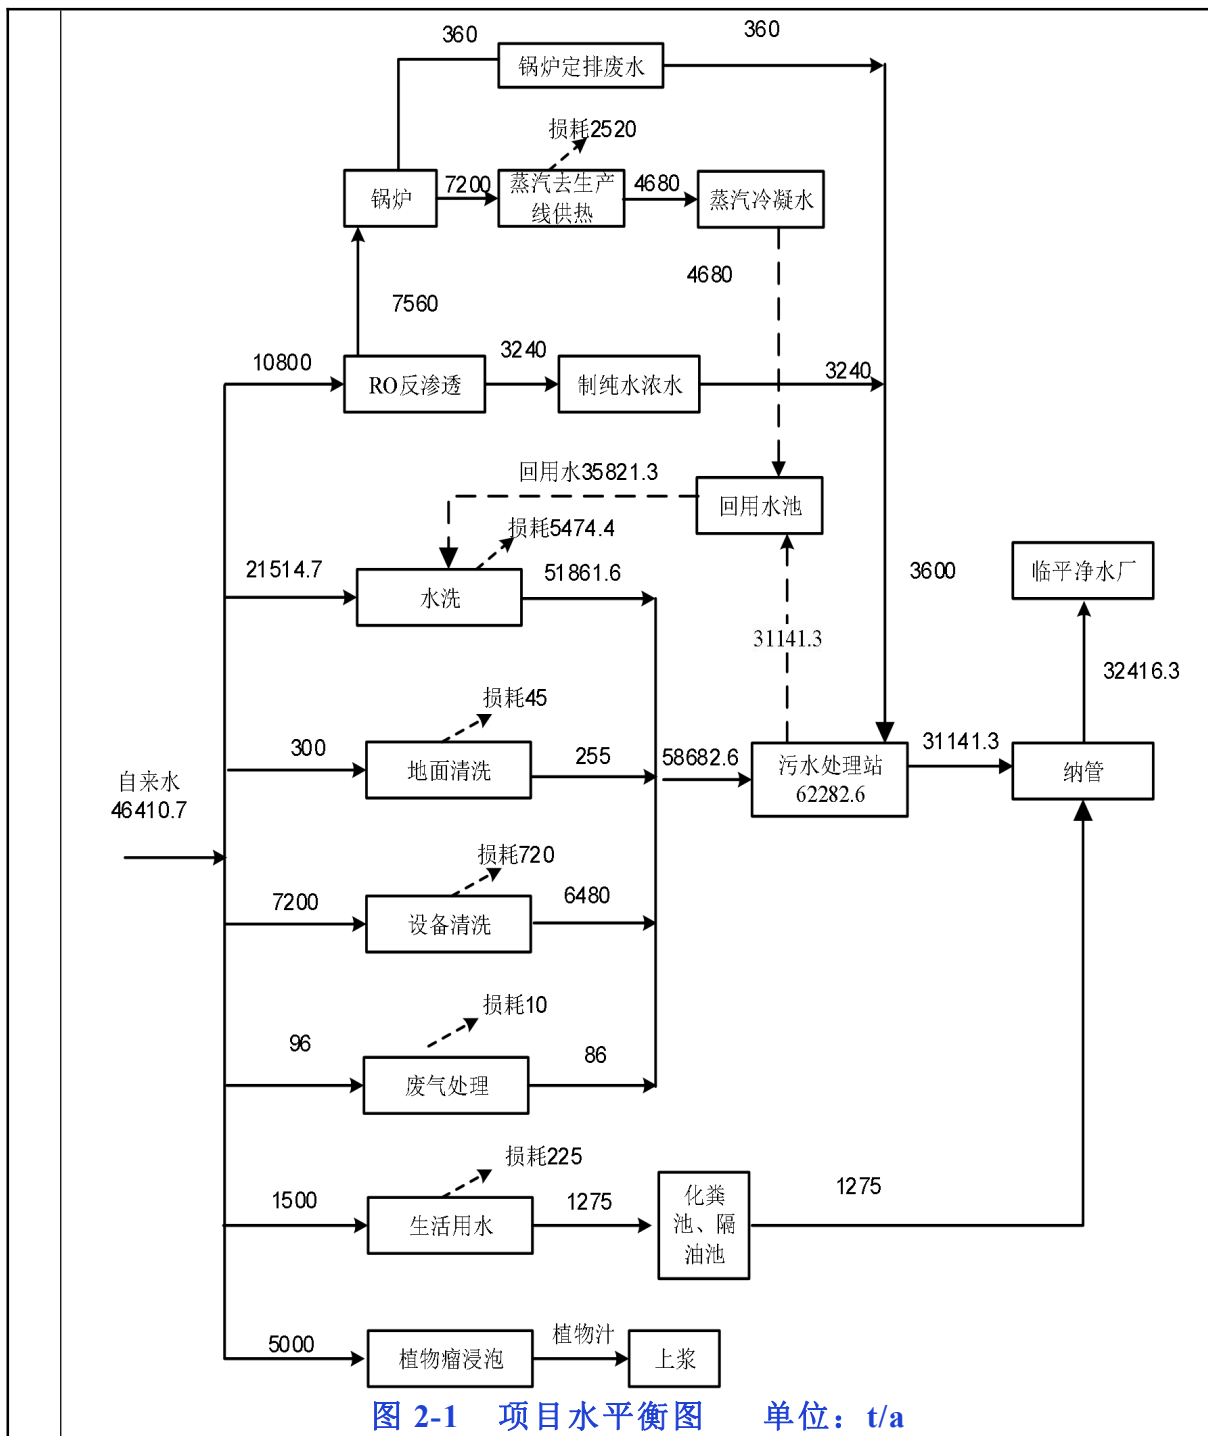 360
360
锅炉定排废水
损耗2520
锅炉
7200
蒸汽去生产
线供热
4680
蒸汽冷凝水
4680
7560
10800
RO反渗透
3240
制纯水浓水
3240
回用水35821.3
回用水池
损耗5474.4
21514.7
水洗
51861.6
3600
临平净水厂
31141.3
32416.3
损耗45
300
地面清洗
255
58682.6
污水处理站
62282.6
31141.3
纳管
自来水
46410.7
损耗720
7200
设备清洗
6480
损耗10
96
废气处理
86
损耗225
1500
生活用水
1275
化粪
池、隔
油池
1275
5000
植物瘤浸泡
植物汁
上浆
图 2-1 项目水平衡图 单位：t/a